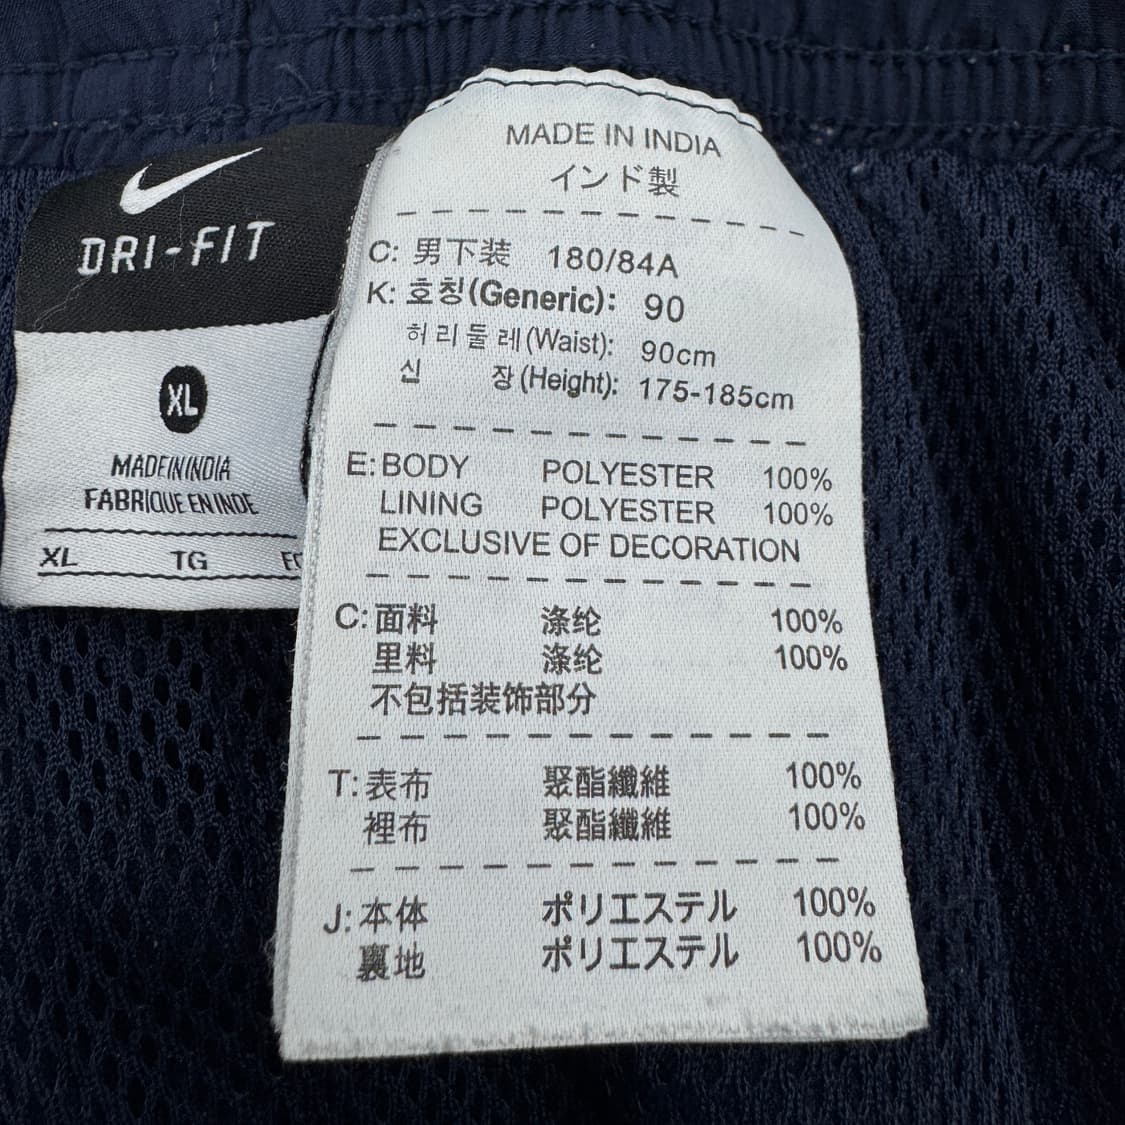 DRI-FIT
XL
MADE IN INDIA
FABRIQUE EN INDE
XL TG
MADE IN INDIA
インド製
C: 男下装 180/84A
K: 호칭(Generic): 90
허리둘레(Waist): 90cm
신 장(Height): 175-185cm
E: BODY POLYESTER 100%
LINING POLYESTER 100%
EXCLUSIVE OF DECORATION
C: 面料 涤纶 100%
里料 涤纶 100%
不包括装饰部分
T: 表布 聚酯纖維 100%
裡布 聚酯纖維 100%
J: 本体 ポリエステル 100%
裏地 ポリエステル 100%